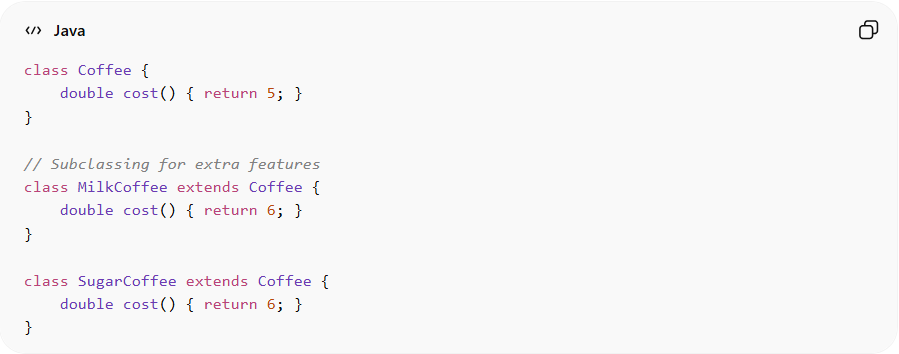 Java
class Coffee {
    double cost() { return 5; }
}

// Subclassing for extra features
class MilkCoffee extends Coffee {
    double cost() { return 6; }
}

class SugarCoffee extends Coffee {
    double cost() { return 6; }
}